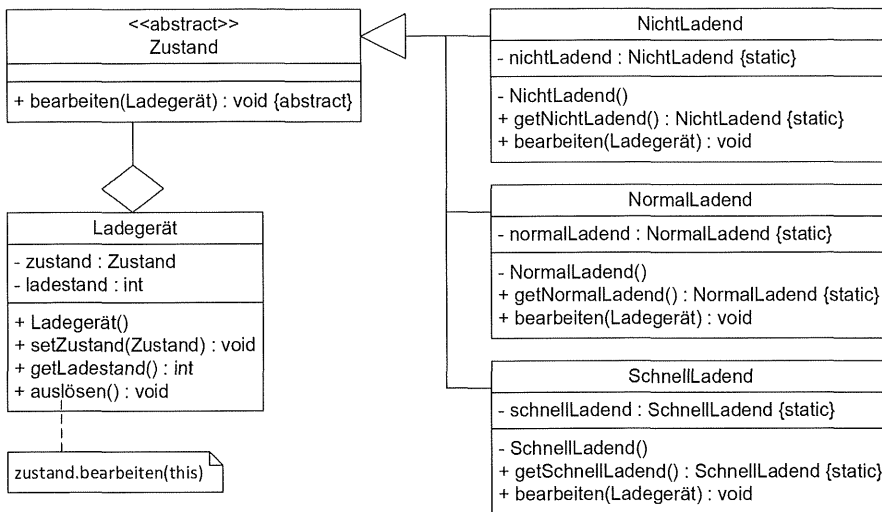 <<abstract>>
Zustand
+ bearbeiten(Ladegerät) : void {abstract}
Ladegerät
- zustand : Zustand
- ladestand : int
+ Ladegerät()
+ setZustand(Zustand) : void
+ getLadestand() : int
+ auslösen() : void
zustand.bearbeiten(this)
NichtLadend
- nichtLadend : NichtLadend {static}
- NichtLadend()
+ getNichtLadend() : NichtLadend {static}
+ bearbeiten(Ladegerät) : void
NormalLadend
- normalLadend : NormalLadend {static}
- NormalLadend()
+ getNormalLadend() : NormalLadend {static}
+ bearbeiten(Ladegerät) : void
SchnellLadend
- schnellLadend : SchnellLadend {static}
- SchnellLadend()
+ getSchnellLadend() : SchnellLadend {static}
+ bearbeiten(Ladegerät) : void